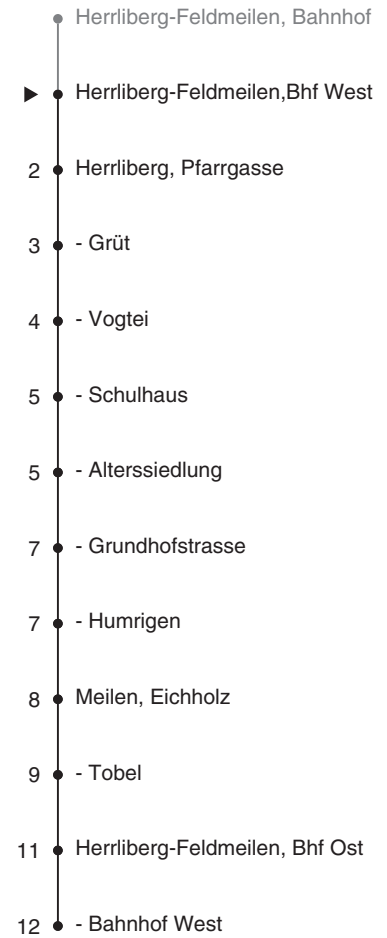 Herrliberg-Feldmeilen, Bahnhof
Herrliberg-Feldmeilen,Bhf West
2 Herrliberg, Pfarrgasse
3 - Grüt
4 - Vogtei
5 - Schulhaus
5 - Alterssiedlung
7 - Grundhofstrasse
7 - Humrigen
8 Meilen, Eichholz
9 - Tobel
11 Herrliberg-Feldmeilen, Bhf Ost
12 - Bahnhof West